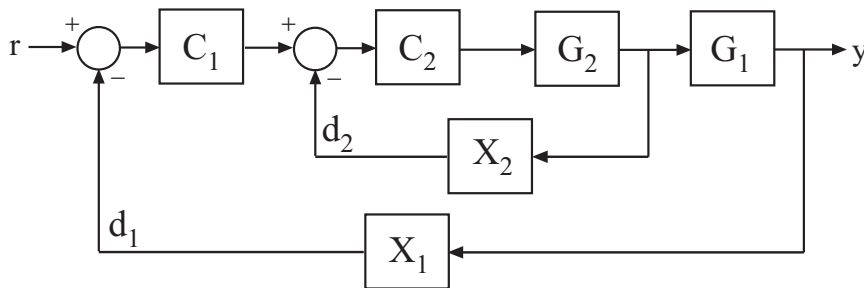 r + − C₁ + − C₂ G₂ G₁ y
d₂ X₂
d₁ X₁